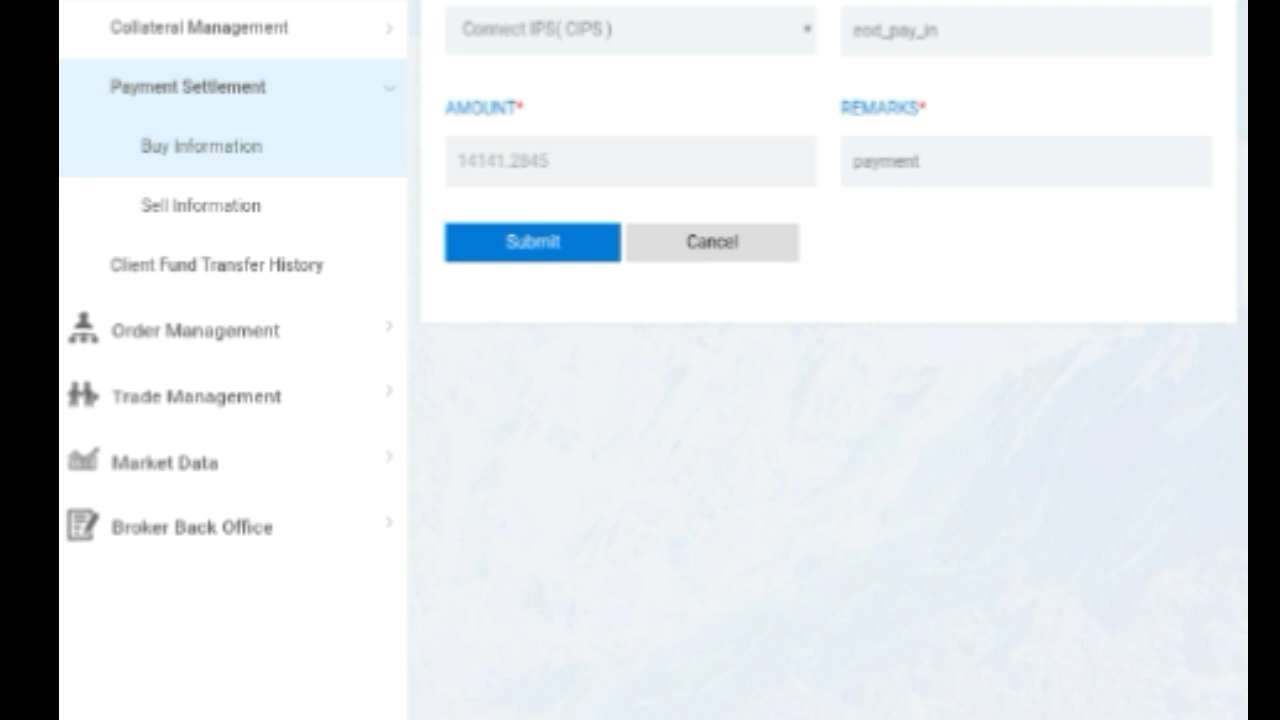 Collateral Management
Connect IPS( CIPS )
eod_pay_in
Payment Settlement
AMOUNT*
REMARKS*
Buy Information
14141.2845
payment
Sell Information
Submit
Cancel
Client Fund Transfer History
Order Management
Trade Management
Market Data
Broker Back Office